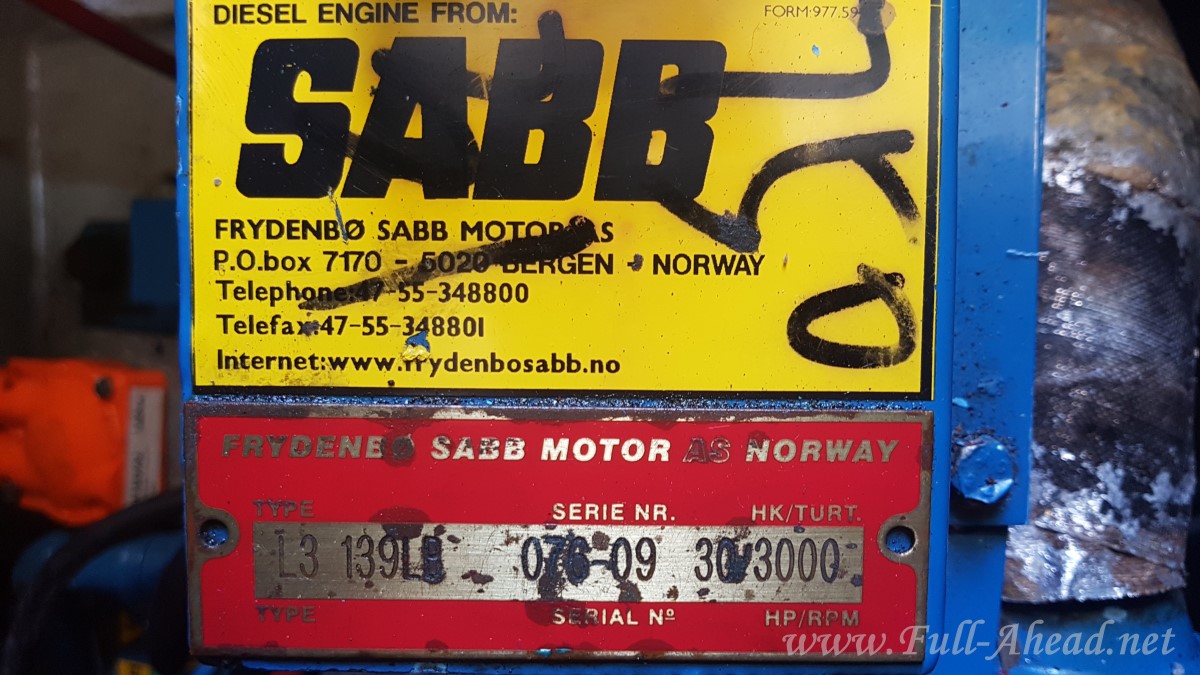 DIESEL ENGINE FROM:
FORM:977.59
SABB
FRYDENBØ SABB MOTOR AS
P.O.box 7170 - 5020 BERGEN - NORWAY
Telephone:47-55-348800
Telefax:47-55-348801
Internet:www.frydenbosabb.no
FRYDENBØ SABB MOTOR AS NORWAY
TYPE SERIE NR. HK/TURT.
L3 139LB 076-09 30/3000
TYPE SERIAL Nº HP/RPM
www.Full-Ahead.net